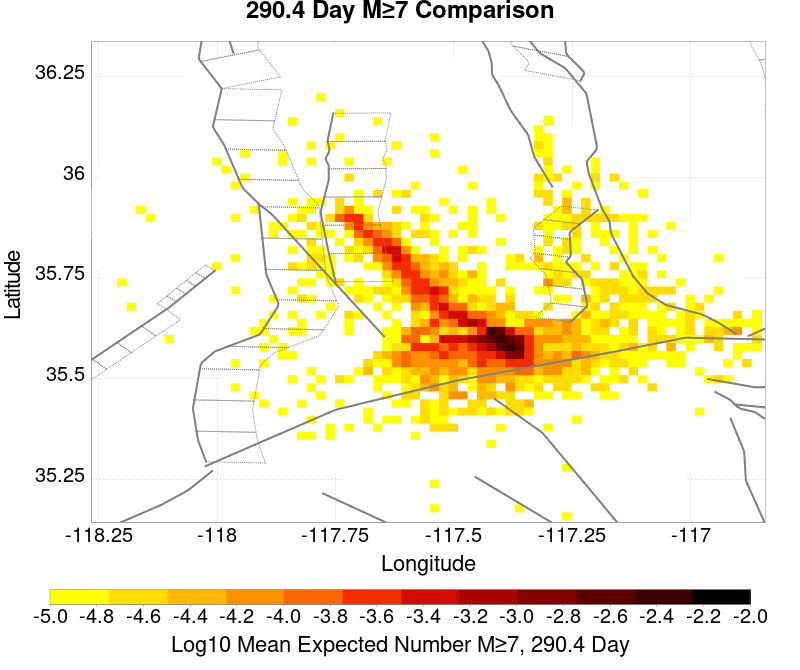 290.4 Day M≥7 Comparison
36.25
36
35.75
35.5
35.25
Latitude
-118.25 -118 -117.75 -117.5 -117.25 -117
Longitude
-5.0 -4.8 -4.6 -4.4 -4.2 -4.0 -3.8 -3.6 -3.4 -3.2 -3.0 -2.8 -2.6 -2.4 -2.2 -2.0
Log10 Mean Expected Number M≥7, 290.4 Day